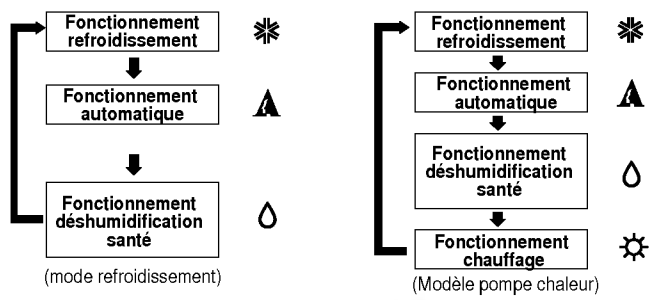 Fonctionnement
refroidissement
Fonctionnement
automatique
Fonctionnement
déshumidification
santé
(mode refroidissement)
Fonctionnement
refroidissement
Fonctionnement
automatique
Fonctionnement
déshumidification
santé
Fonctionnement
chauffage
(Modèle pompe chaleur)